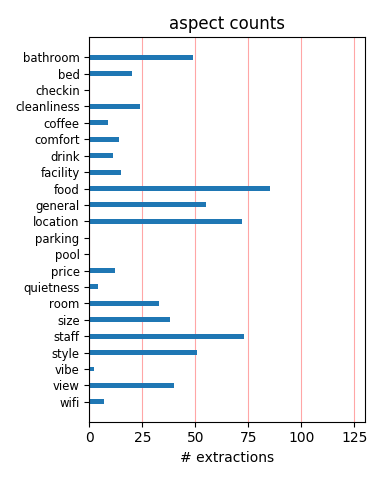 aspect counts
bathroom
bed
checkin
cleanliness
coffee
comfort
drink
facility
food
general
location
parking
pool
price
quietness
room
size
staff
style
vibe
view
wifi
0 25 50 75 100 125
# extractions